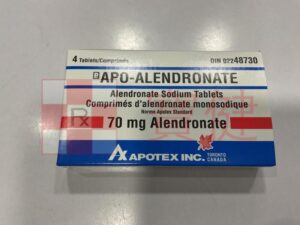 4 Tablets/Comprimés DIN 02248730
APO-ALENDRONATE
Alendronate Sodium Tablets
Comprimés d'alendronate monosodique
Norme Apotex Standard
70 mg Alendronate
APOTEX INC. TORONTO
CANADA